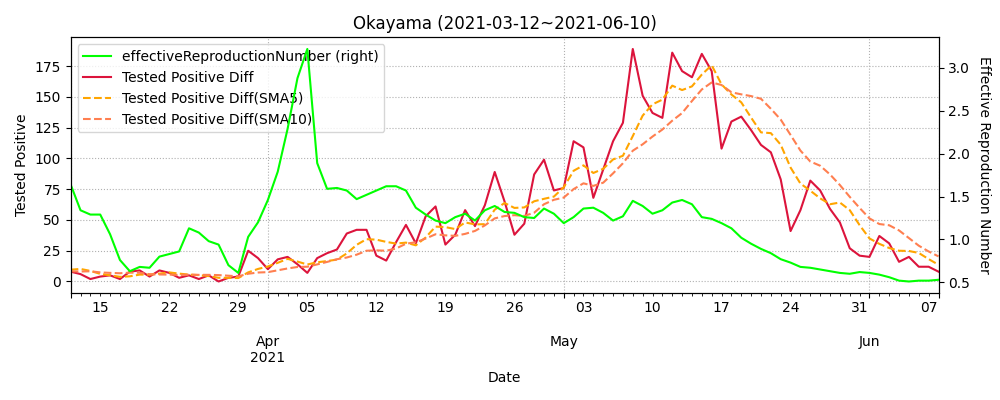 Okayama (2021-03-12~2021-06-10)
effectiveReproductionNumber (right)
Tested Positive Diff
Tested Positive Diff(SMA5)
Tested Positive Diff(SMA10)
Tested Positive
175
150
125
100
75
50
25
0
3.0
2.5
2.0
1.5
1.0
0.5
Effective Reproduction Number
15 22 29 05 12 19 26 03 10 17 24 31 07
Apr May Jun
2021
Date